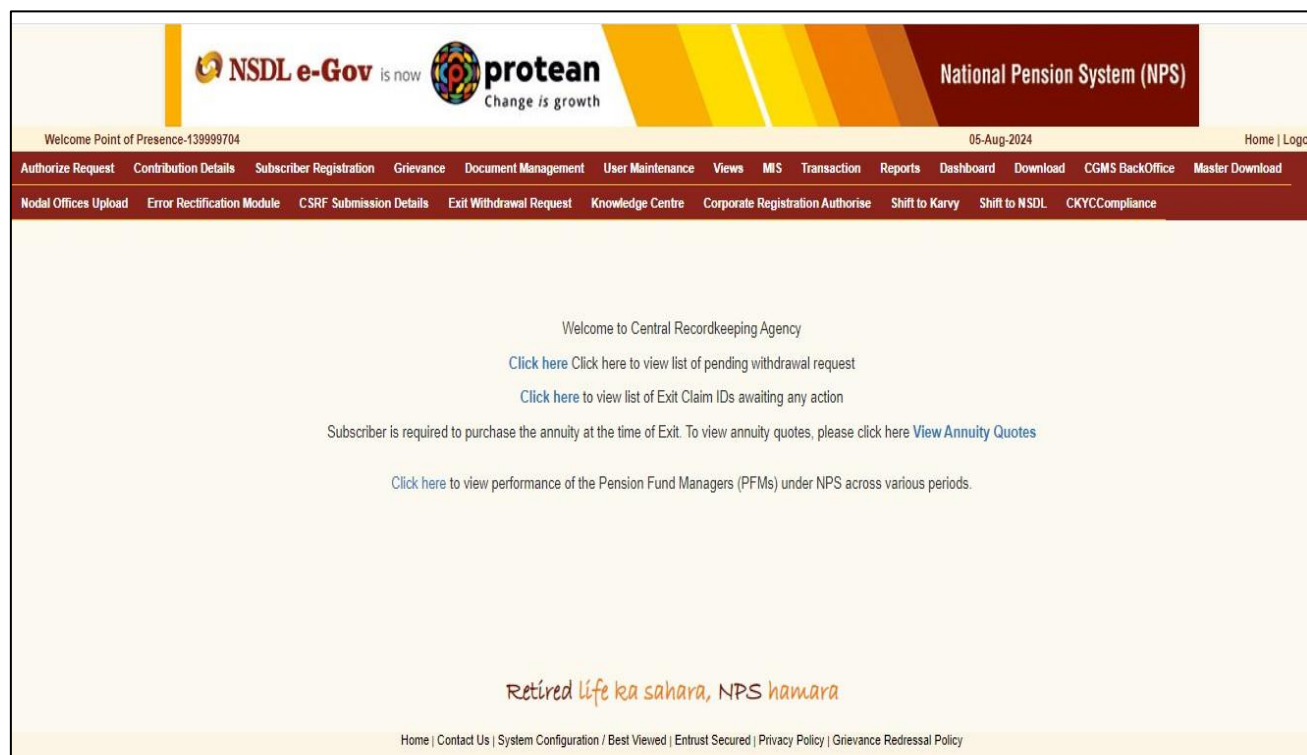 NSDL e-Gov is now protean
Change is growth
National Pension System (NPS)
Welcome Point of Presence-139999704 05-Aug-2024 Home | Logo
Authorize Request Contribution Details Subscriber Registration Grievance Document Management User Maintenance Views MIS Transaction Reports Dashboard Download CGMS BackOffice Master Download
Nodal Offices Upload Error Rectification Module CSRF Submission Details Exit Withdrawal Request Knowledge Centre Corporate Registration Authorise Shift to Karvy Shift to NSDL CKYCCompliance
Welcome to Central Recordkeeping Agency
Click here Click here to view list of pending withdrawal request
Click here to view list of Exit Claim IDs awaiting any action
Subscriber is required to purchase the annuity at the time of Exit. To view annuity quotes, please click here View Annuity Quotes
Click here to view performance of the Pension Fund Managers (PFMs) under NPS across various periods.
Retired life ka sahara, NPS hamara
Home | Contact Us | System Configuration / Best Viewed | Entrust Secured | Privacy Policy | Grievance Redressal Policy